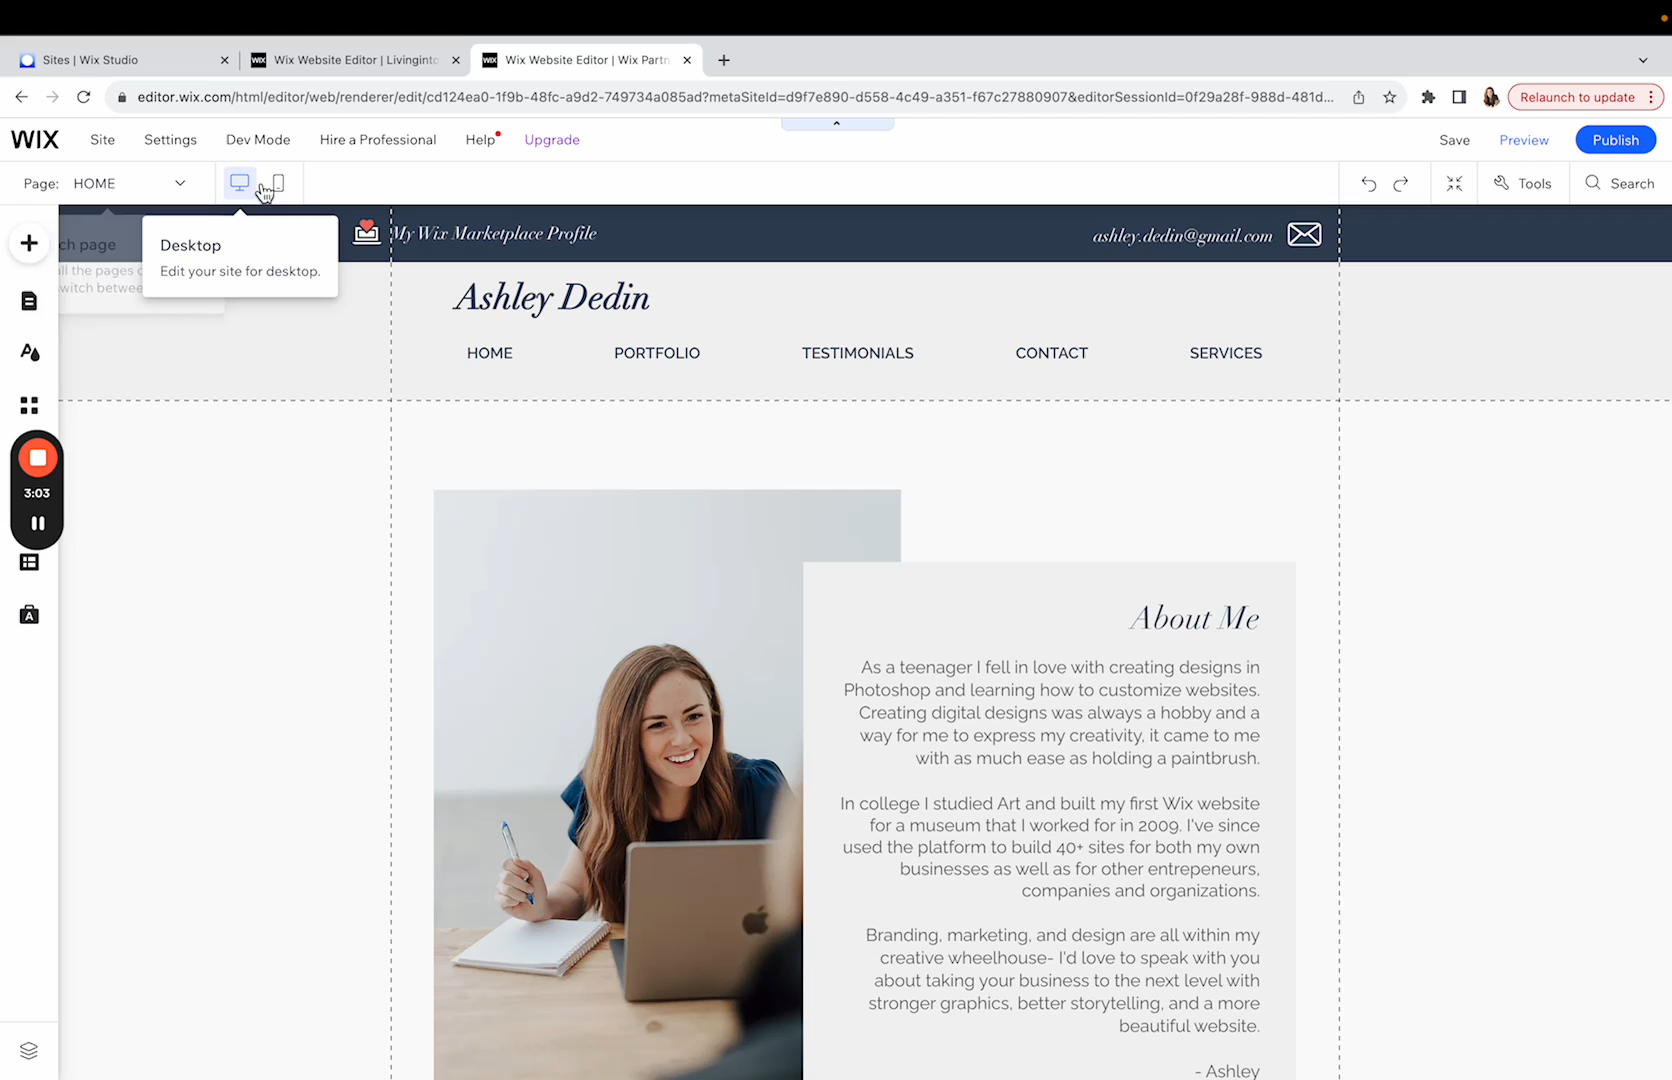 Sites | Wix Studio
WIX Wix Website Editor | Livinginto
WIX Wix Website Editor | Wix Partn
editor.wix.com/html/editor/web/renderer/edit/cd124ea0-1f9b-48fc-a9d2-749734a085ad?metaSiteId=d9f7e890-d558-4c49-a351-f67c27880907&editorSessionId=0f29a28f-988d-481d...
Relaunch to update
WIX Site Settings Dev Mode Hire a Professional Help Upgrade Save Preview Publish
Page: HOME Tools Search
ch page
all the pages
switch betwee
Desktop
Edit your site for desktop.
My Wix Marketplace Profile
ashley.dedin@gmail.com
Ashley Dedin
HOME PORTFOLIO TESTIMONIALS CONTACT SERVICES
3:03
A
About Me
As a teenager I fell in love with creating designs in
Photoshop and learning how to customize websites.
Creating digital designs was always a hobby and a
way for me to express my creativity, it came to me
with as much ease as holding a paintbrush.
In college I studied Art and built my first Wix website
for a museum that I worked for in 2009. I've since
used the platform to build 40+ sites for both my own
businesses as well as for other entrepeneurs,
companies and organizations.
Branding, marketing, and design are all within my
creative wheelhouse- I'd love to speak with you
about taking your business to the next level with
stronger graphics, better storytelling, and a more
beautiful website.
- Ashley